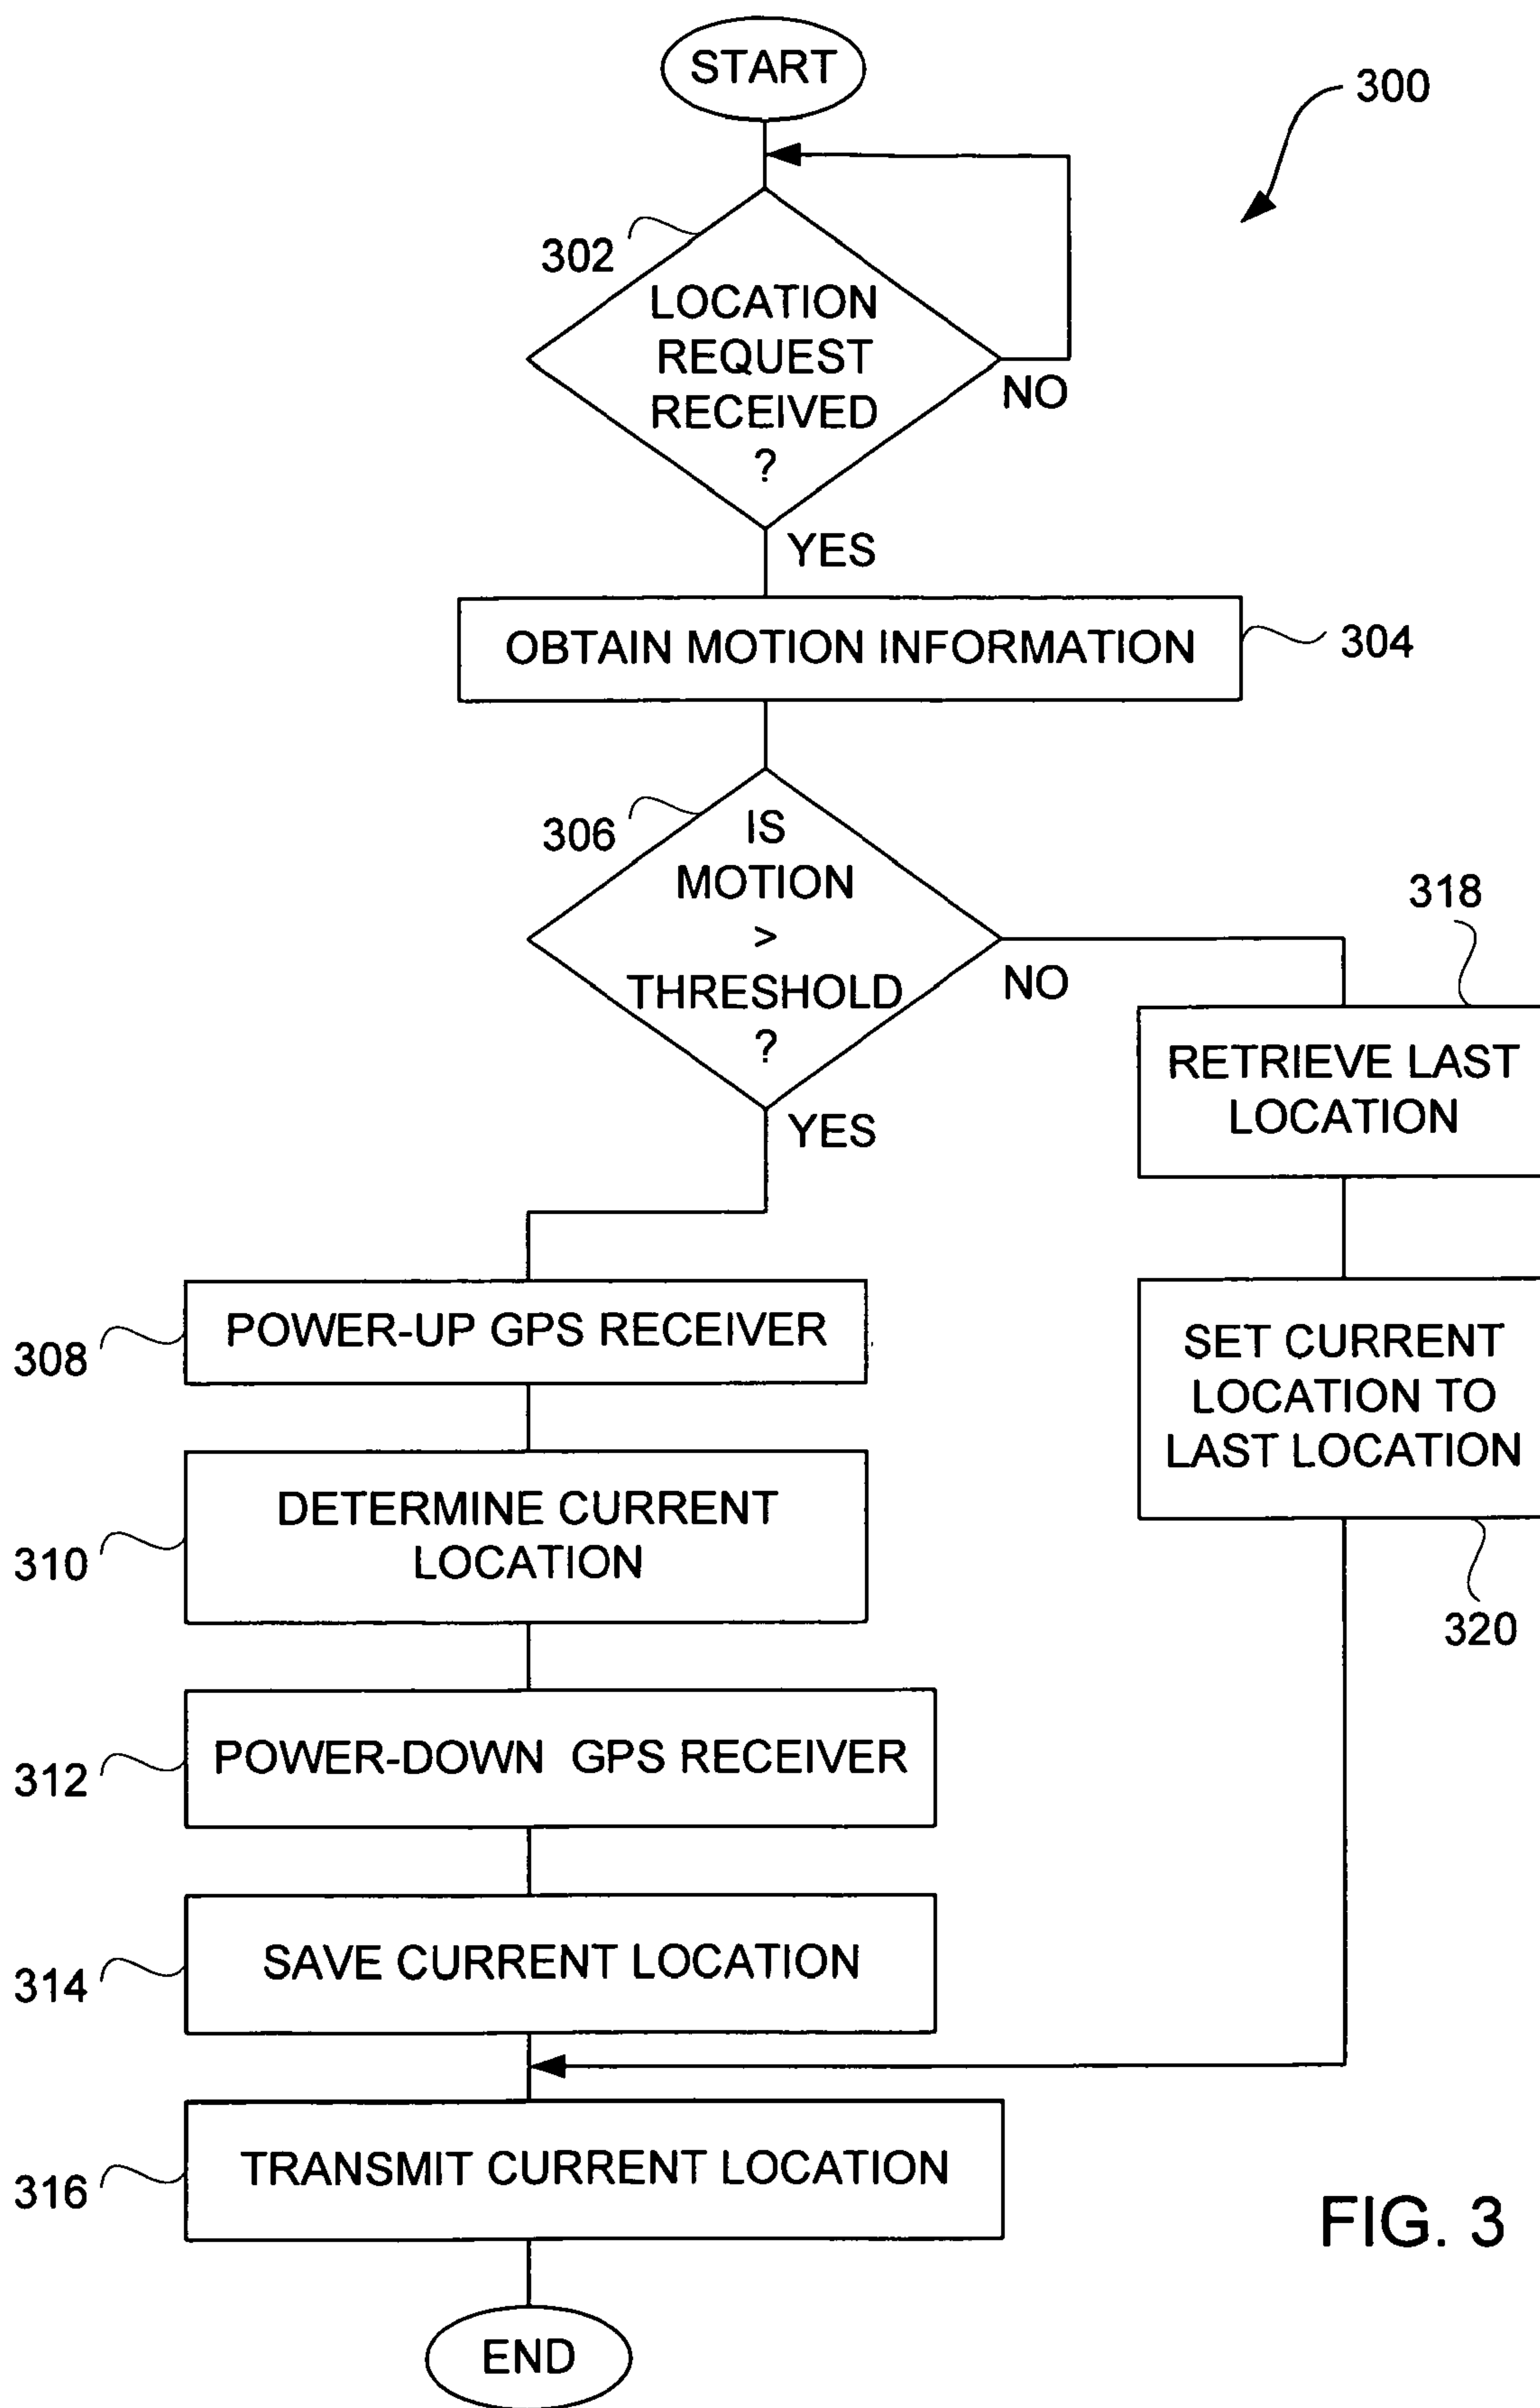 START
300
302
LOCATION
REQUEST
RECEIVED
?
NO
YES
OBTAIN MOTION INFORMATION
304
306
IS
MOTION
>
THRESHOLD
?
NO
YES
318
RETRIEVE LAST
LOCATION
308
POWER-UP GPS RECEIVER
SET CURRENT
LOCATION TO
LAST LOCATION
320
310
DETERMINE CURRENT
LOCATION
312
POWER-DOWN GPS RECEIVER
314
SAVE CURRENT LOCATION
316
TRANSMIT CURRENT LOCATION
FIG. 3
END